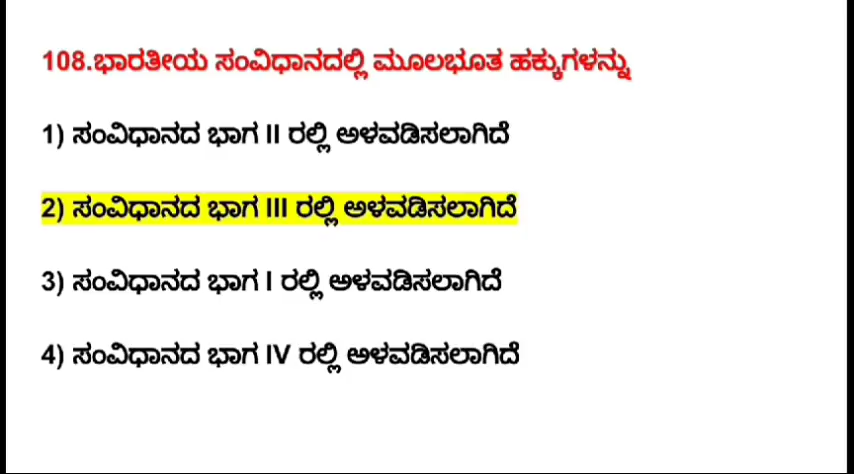 108.ಭಾರತೀಯ ಸಂವಿಧಾನದಲ್ಲಿ ಮೂಲಭೂತ ಹಕ್ಕುಗಳನ್ನು
1) ಸಂವಿಧಾನದ ಭಾಗ II ರಲ್ಲಿ ಅಳವಡಿಸಲಾಗಿದೆ
2) ಸಂವಿಧಾನದ ಭಾಗ III ರಲ್ಲಿ ಅಳವಡಿಸಲಾಗಿದೆ
3) ಸಂವಿಧಾನದ ಭಾಗ I ರಲ್ಲಿ ಅಳವಡಿಸಲಾಗಿದೆ
4) ಸಂವಿಧಾನದ ಭಾಗ IV ರಲ್ಲಿ ಅಳವಡಿಸಲಾಗಿದೆ